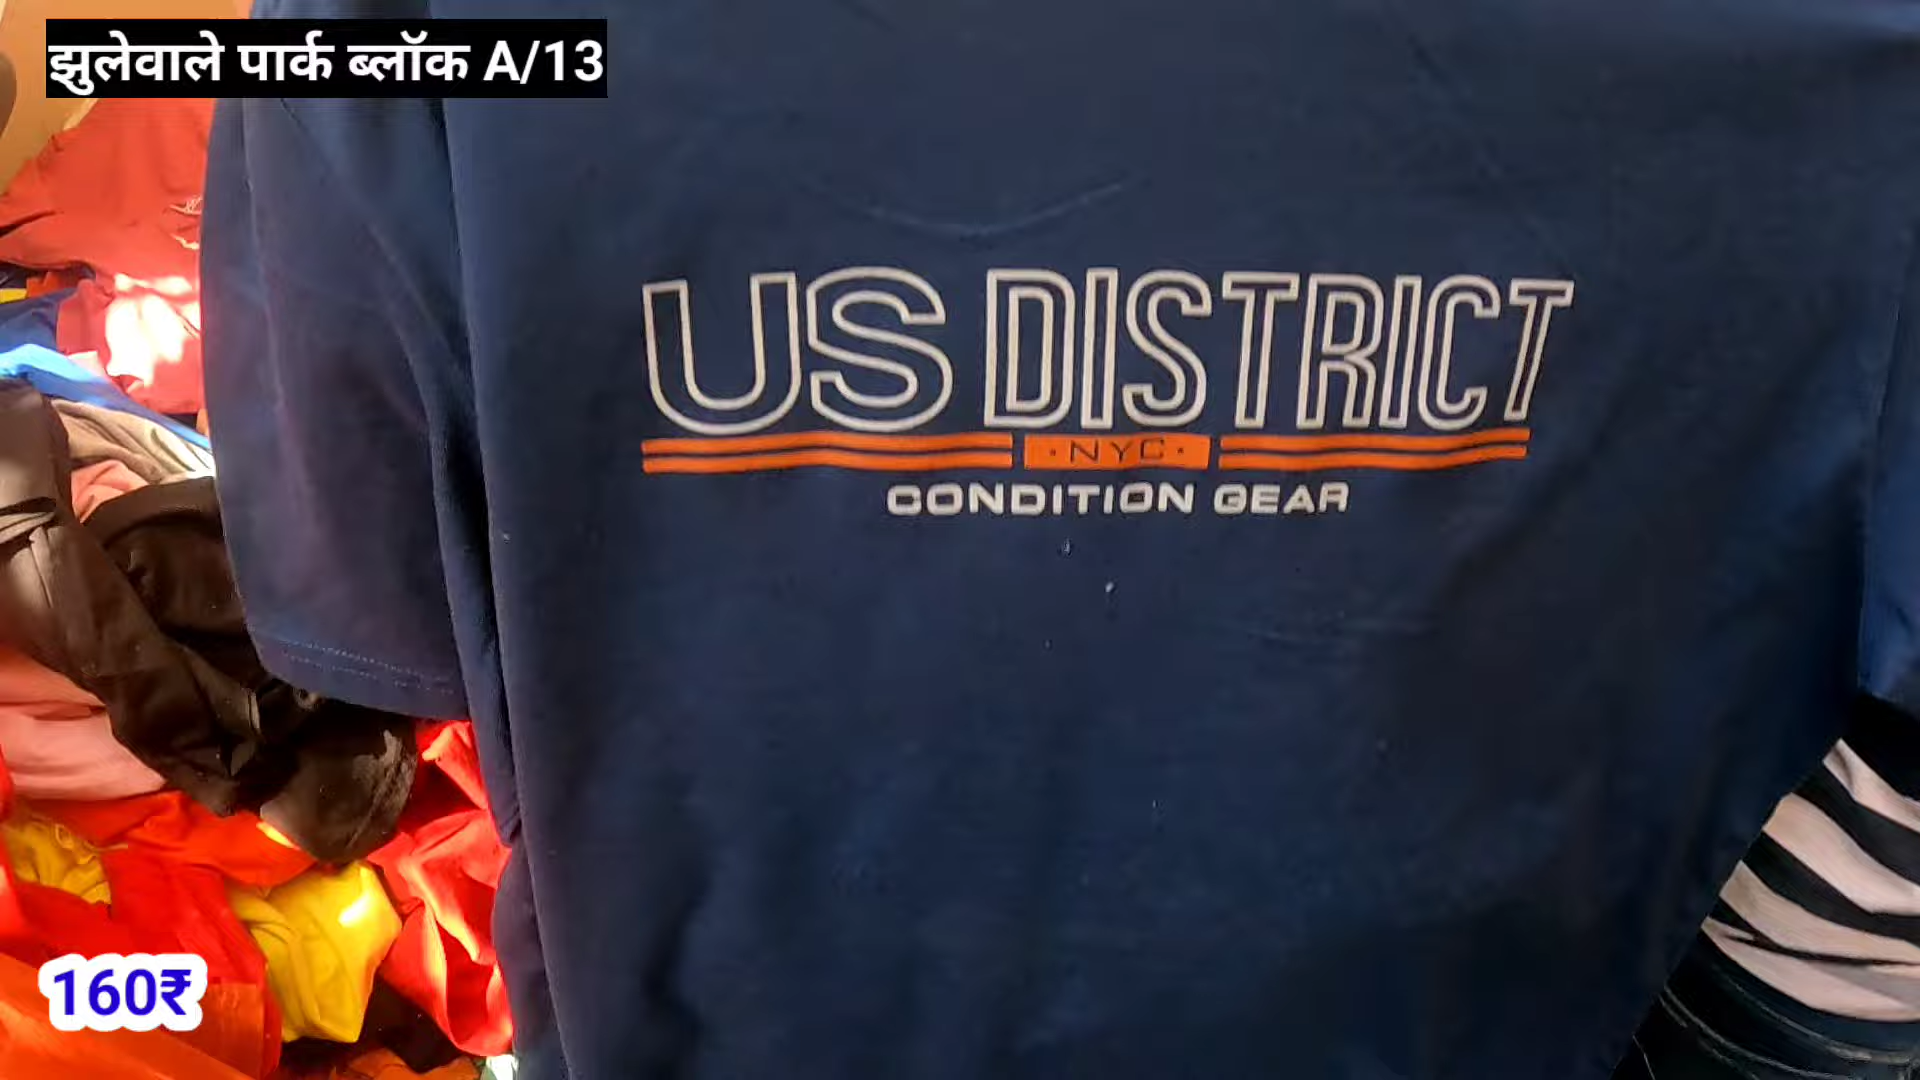 झुलेवाले पार्क ब्लॉक A/13
US DISTRICT
· NYC ·
CONDITION GEAR
160₹